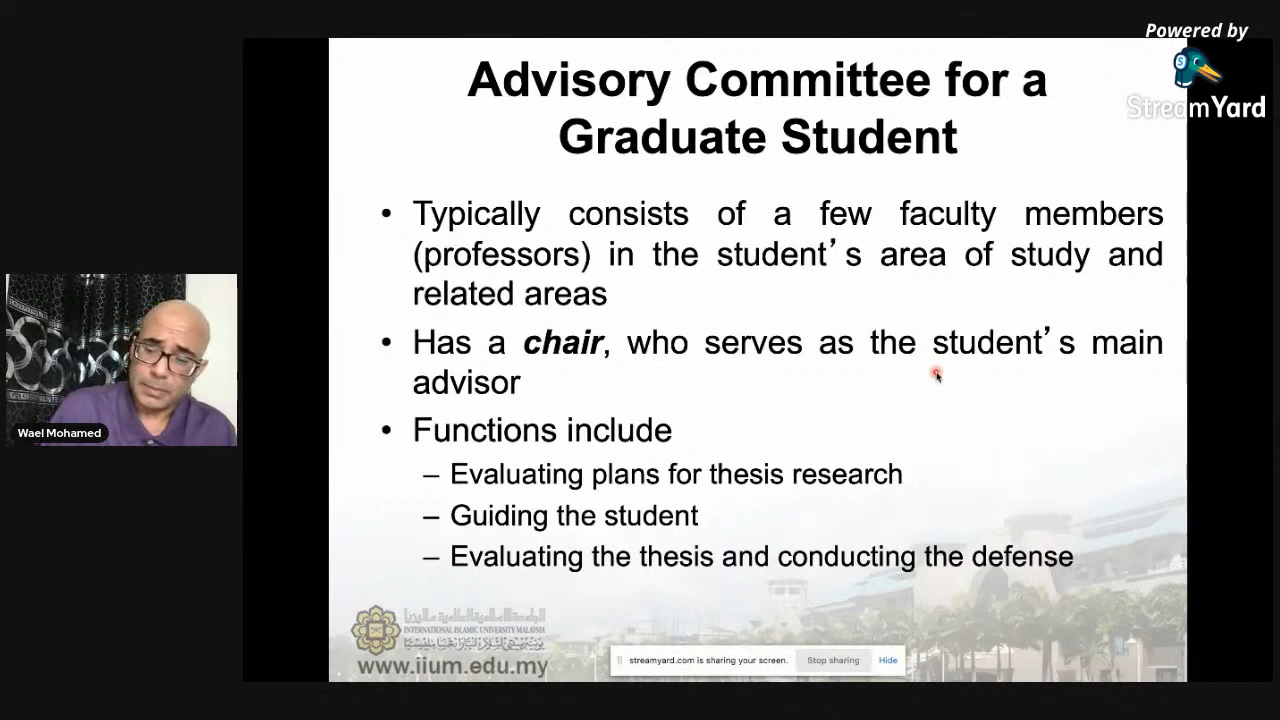 Powered by
StreamYard
Advisory Committee for a
Graduate Student
• Typically consists of a few faculty members
(professors) in the student’s area of study and
related areas
• Has a chair, who serves as the student’s main
advisor
• Functions include
– Evaluating plans for thesis research
– Guiding the student
– Evaluating the thesis and conducting the defense
Wael Mohamed
INTERNATIONAL ISLAMIC UNIVERSITY MALAYSIA
www.iium.edu.my
streamyard.com is sharing your screen.
Stop sharing
Hide